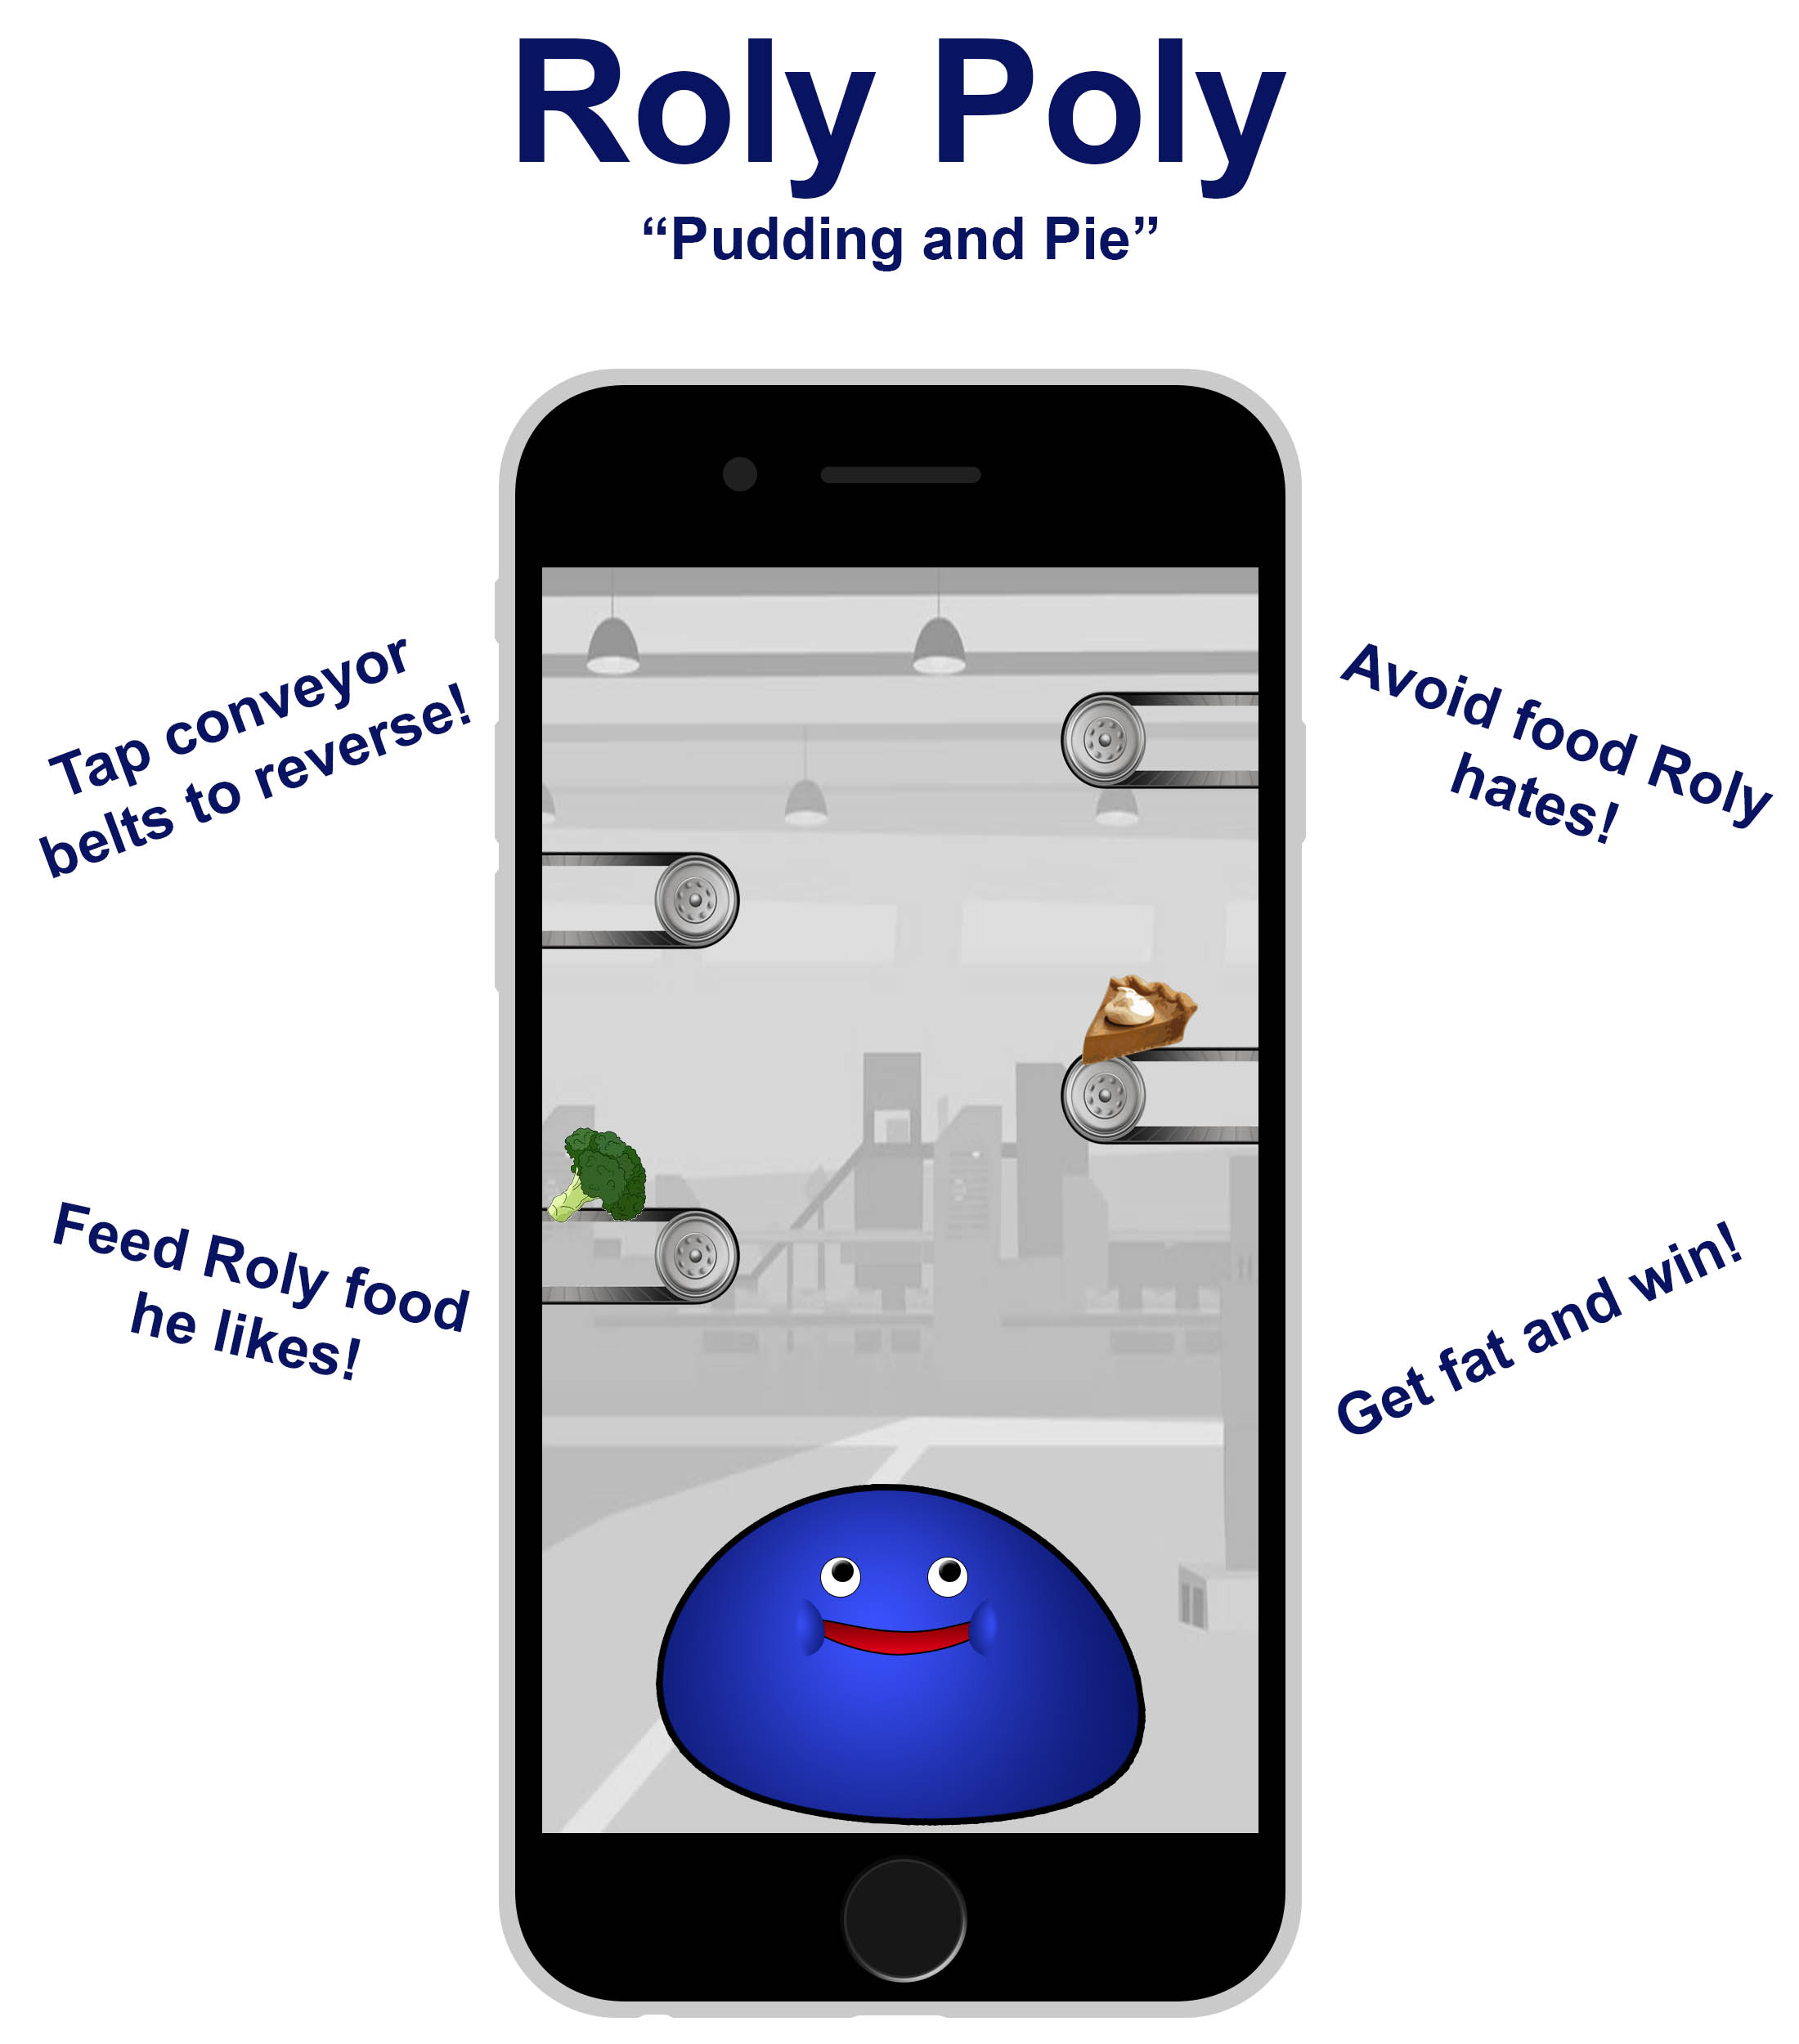 Roly Poly
“Pudding and Pie”
Tap conveyor
belts to reverse!
Avoid food Roly
hates!
Feed Roly food
he likes!
Get fat and win!